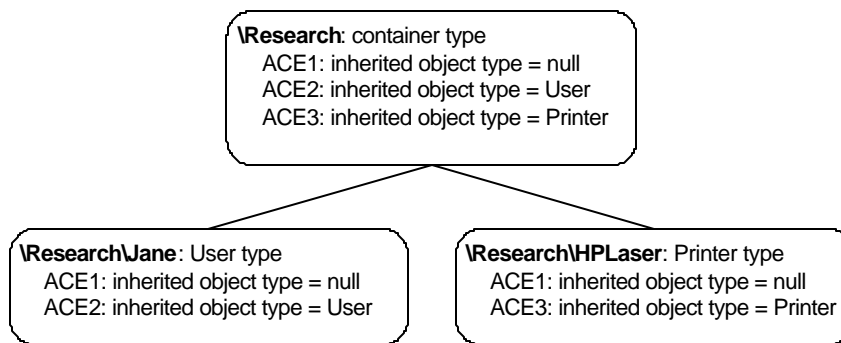 \Research: container type
ACE1: inherited object type = null
ACE2: inherited object type = User
ACE3: inherited object type = Printer
\Research\Jane: User type
ACE1: inherited object type = null
ACE2: inherited object type = User
\Research\HPLaser: Printer type
ACE1: inherited object type = null
ACE3: inherited object type = Printer